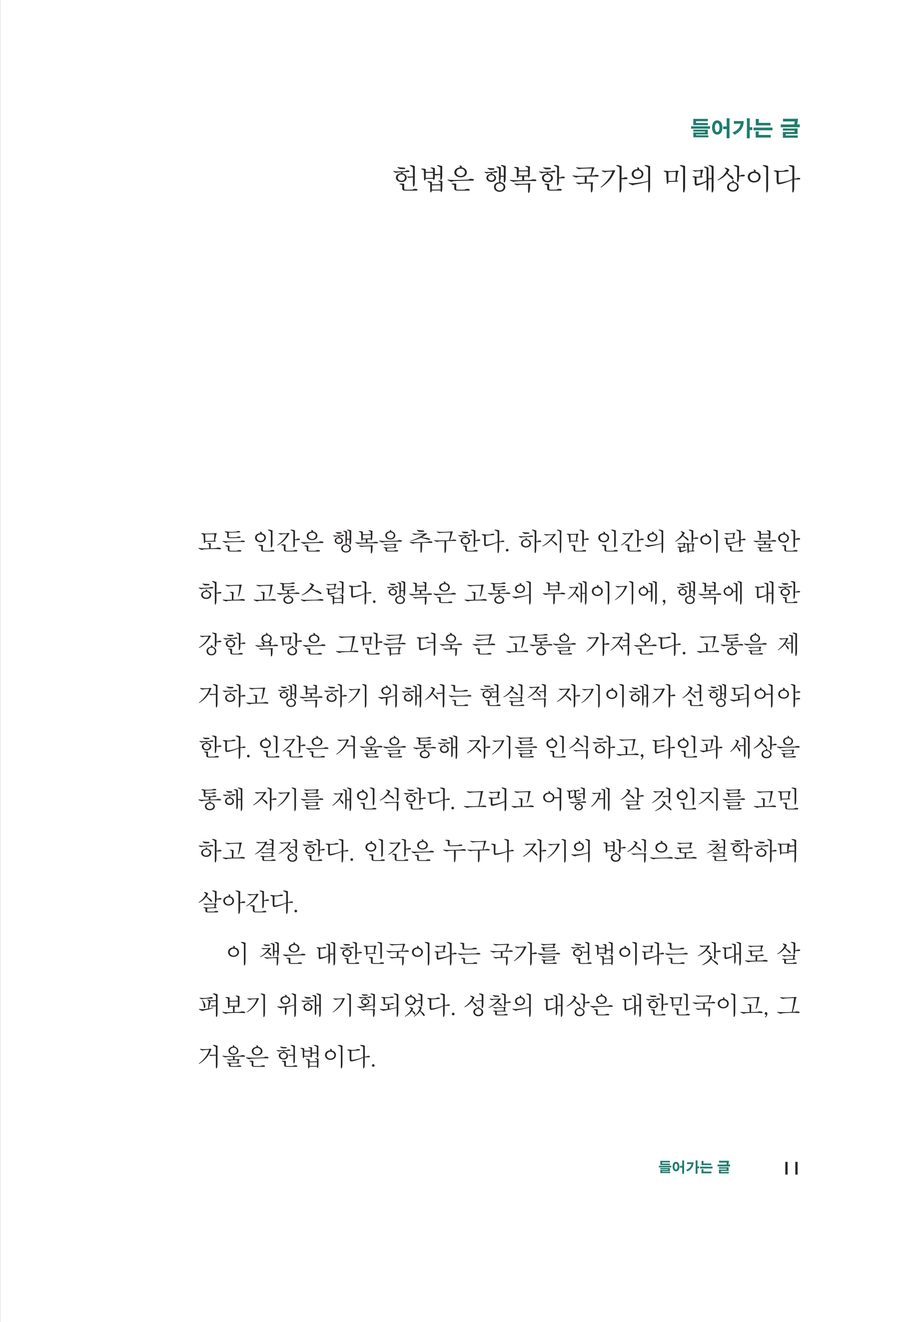 들어가는 글
헌법은 행복한 국가의 미래상이다
모든 인간은 행복을 추구한다. 하지만 인간의 삶이란 불안
하고 고통스럽다. 행복은 고통의 부재이기에, 행복에 대한
강한 욕망은 그만큼 더욱 큰 고통을 가져온다. 고통을 제
거하고 행복하기 위해서는 현실적 자기이해가 선행되어야
한다. 인간은 거울을 통해 자기를 인식하고, 타인과 세상을
통해 자기를 재인식한다. 그리고 어떻게 살 것인지를 고민
하고 결정한다. 인간은 누구나 자기의 방식으로 철학하며
살아간다.
이 책은 대한민국이라는 국가를 헌법이라는 잣대로 살
펴보기 위해 기획되었다. 성찰의 대상은 대한민국이고, 그
거울은 헌법이다.
들어가는 글 11